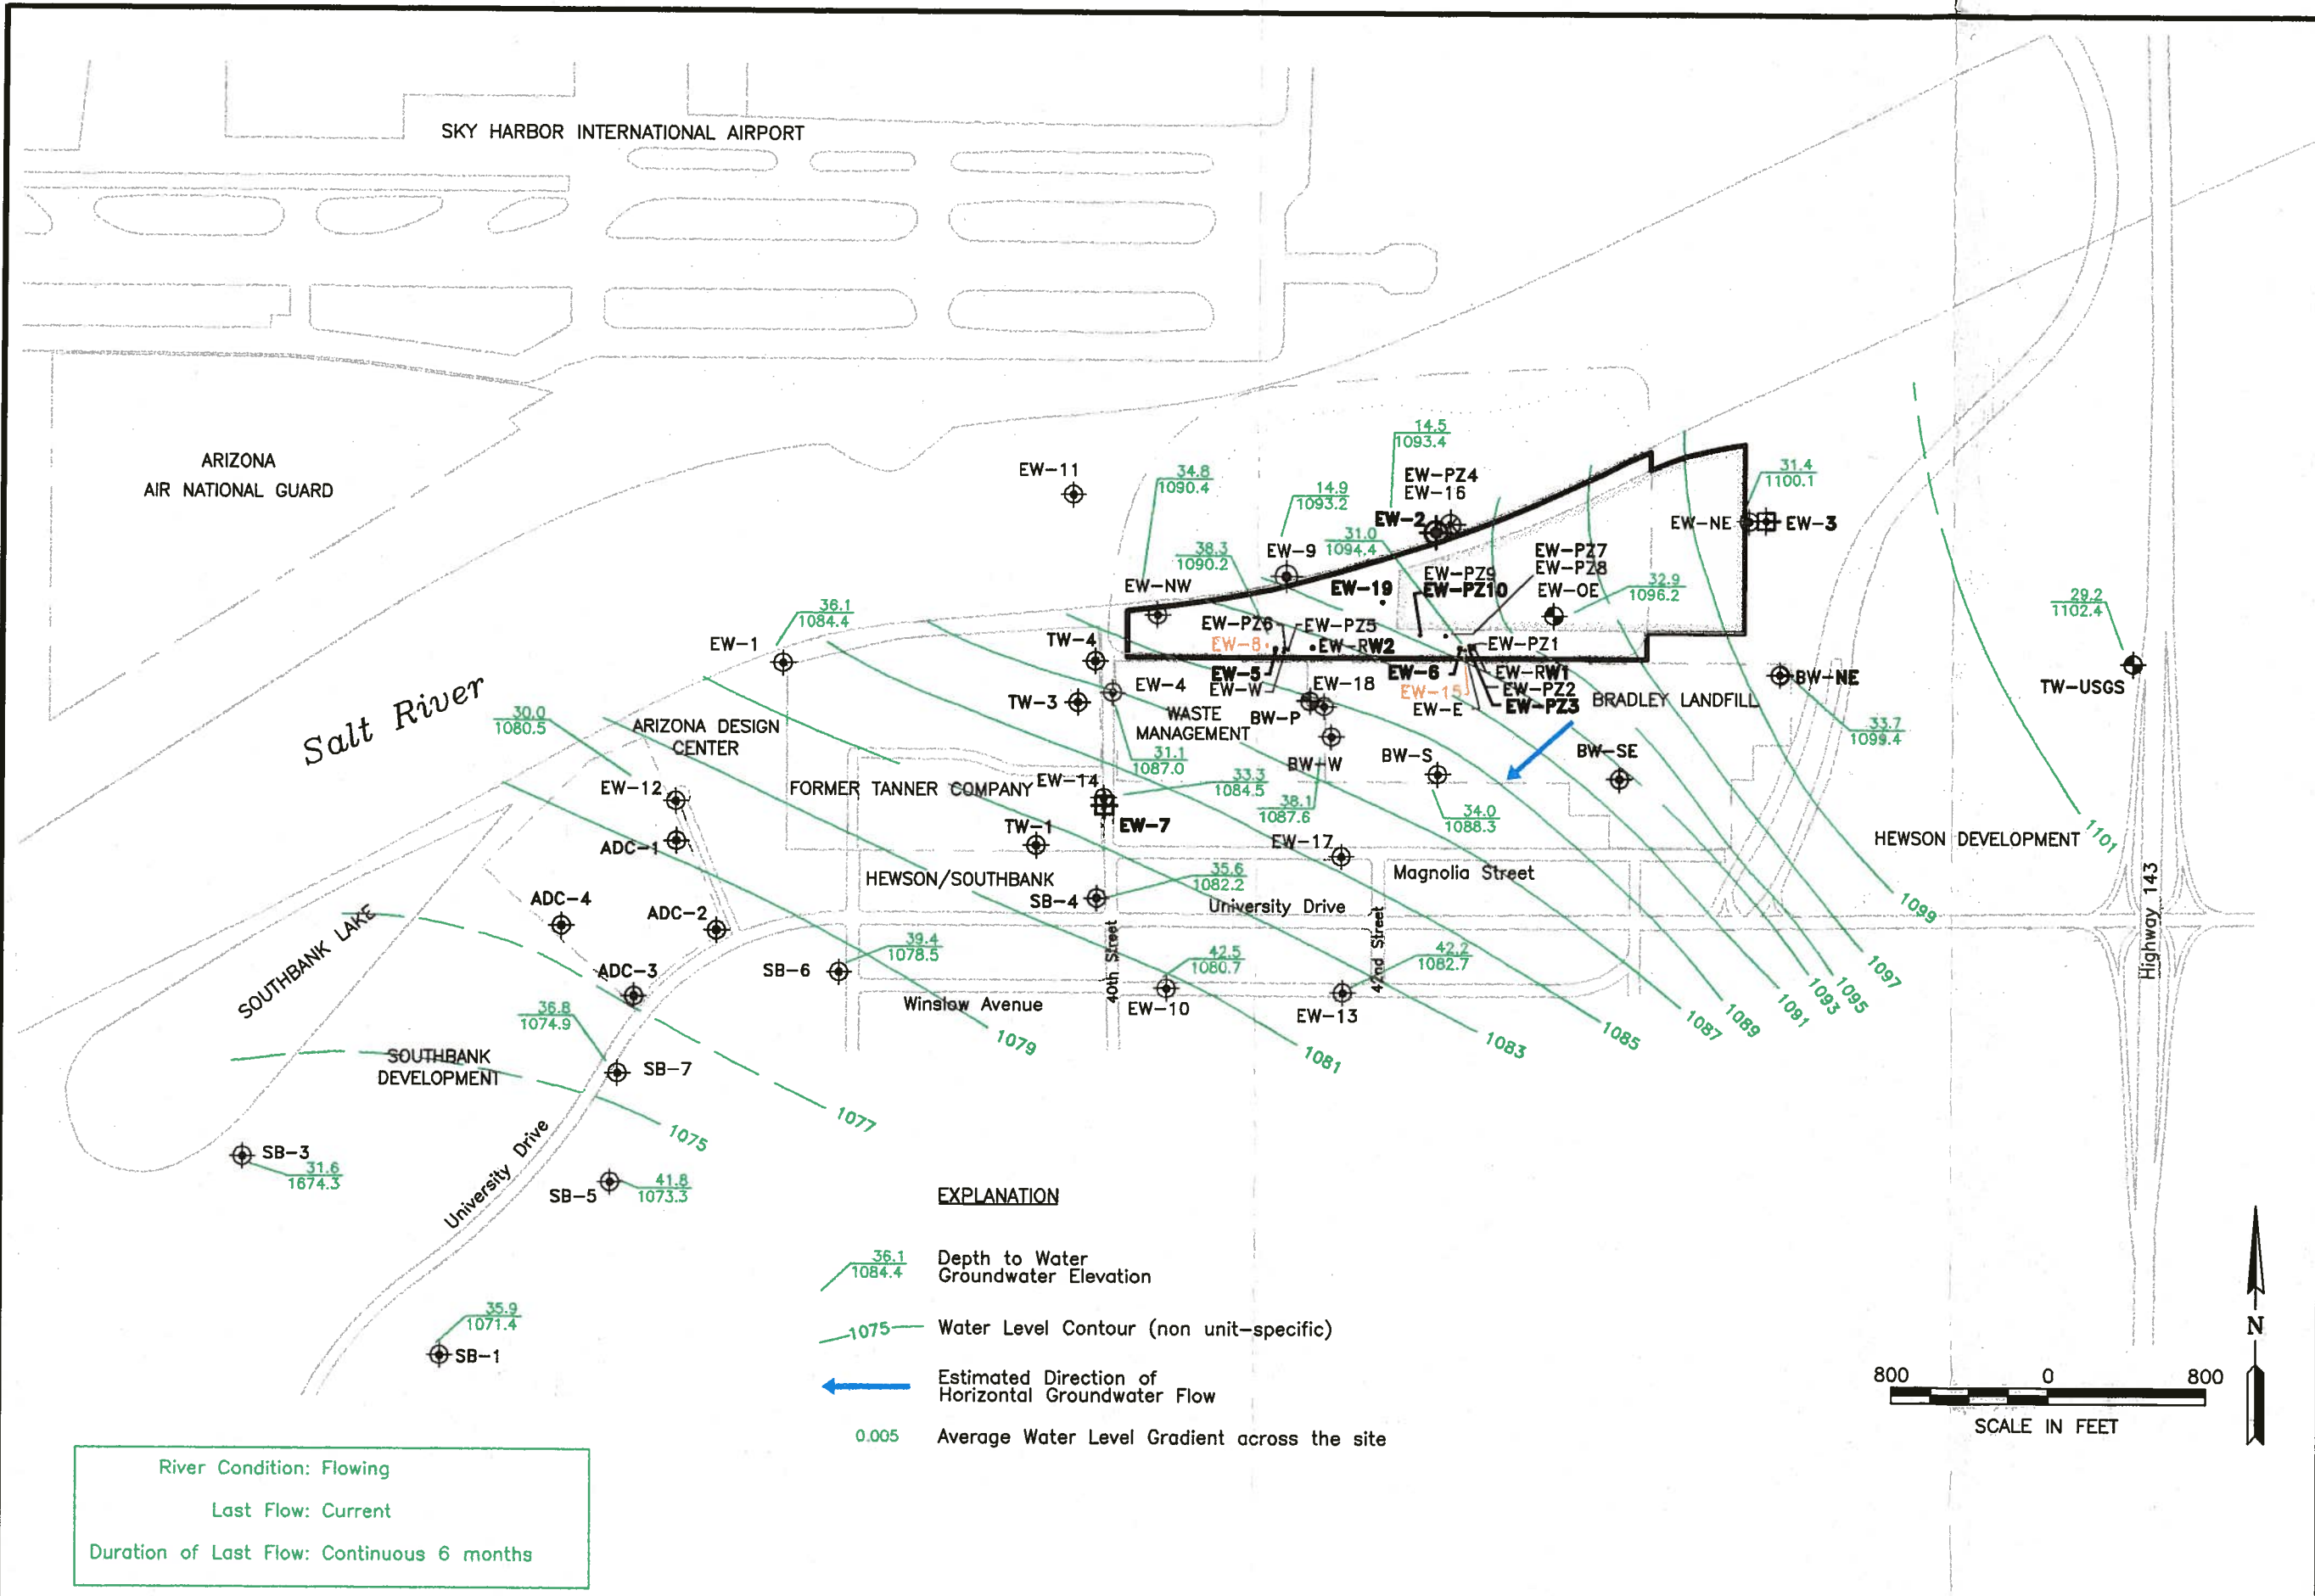 SKY HARBOR INTERNATIONAL AIRPORT
ARIZONA
AIR NATIONAL GUARD
Salt River
EW-11
34.8
1090.4
14.9
1093.2
14.5
1093.4
EW-PZ4
EW-16
EW-2
31.4
1100.1
EW-NE
EW-3
38.3
1090.2
EW-9
31.0
1094.4
EW-PZ7
EW-PZ8
EW-PZ9
EW-PZ10
EW-OE
32.9
1096.2
EW-NW
EW-19
29.2
1102.4
36.1
1084.4
EW-1
TW-4
EW-PZ6
EW-PZ5
EW-8
EW-RW2
EW-PZ1
EW-5
EW-W
EW-6
EW-RW1
EW-15
EW-PZ2
EW-E
EW-PZ3
EW-18
BRADLEY LANDFILL
BW-NE
TW-USGS
TW-3
EW-4
WASTE
MANAGEMENT
BW-P
30.0
1080.5
ARIZONA DESIGN
CENTER
31.1
1087.0
BW-W
BW-S
BW-SE
33.7
1099.4
EW-12
FORMER TANNER COMPANY
EW-14
33.3
1084.5
38.1
1087.6
34.0
1088.3
EW-7
TW-1
EW-17
ADC-1
HEWSON DEVELOPMENT
1101
HEWSON/SOUTHBANK
35.6
1082.2
Magnolia Street
SB-4
University Drive
ADC-4
ADC-2
1099
SOUTHBANK LAKE
ADC-3
SB-6
39.4
1078.5
40th Street
42.5
1080.7
42nd Street
42.2
1082.7
Highway 143
Winslow Avenue
EW-10
EW-13
36.8
1074.9
1079
1081
1083
1085
1087
1089
1091
1093
1095
1097
SOUTHBANK
DEVELOPMENT
SB-7
1077
1075
SB-3
31.6
1674.3
University Drive
SB-5
41.8
1073.3
35.9
1071.4
SB-1
EXPLANATION
36.1
1084.4
Depth to Water
Groundwater Elevation
1075
Water Level Contour (non unit-specific)
Estimated Direction of
Horizontal Groundwater Flow
0.005 Average Water Level Gradient across the site
N
800 0 800
SCALE IN FEET
River Condition: Flowing
Last Flow: Current
Duration of Last Flow: Continuous 6 months